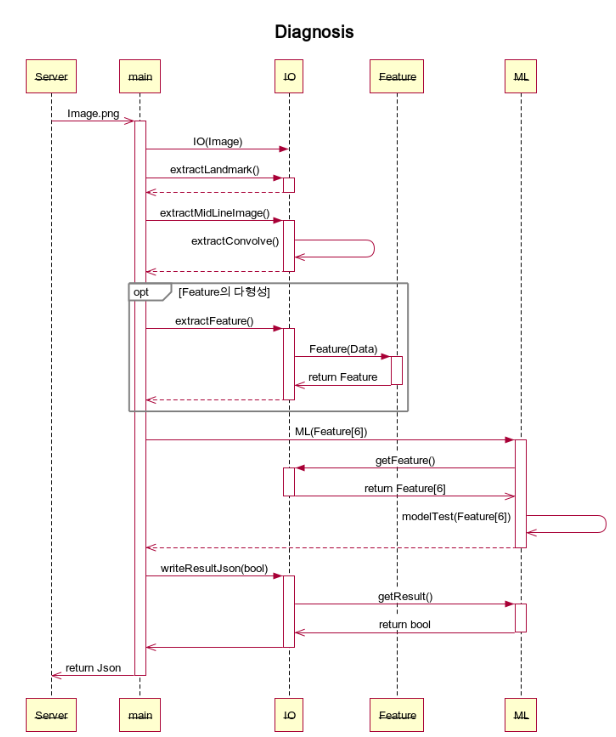 Diagnosis
Server main IO Feature ML
Image.png
IO(Image)
extractLandmark()
extractMidLineImage()
extractConvolve()
opt [Feature의 다형성]
extractFeature()
Feature(Data)
return Feature
ML(Feature[6])
getFeature()
return Feature[6]
modelTest(Feature[6])
writeResultJson(bool)
getResult()
return bool
return Json
Server main IO Feature ML